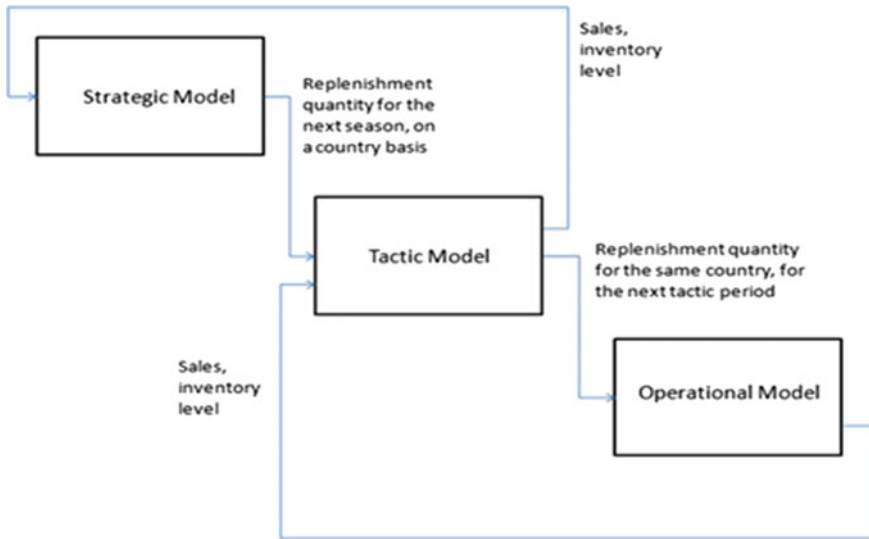 Sales,
inventory
level
Strategic Model
Replenishment
quantity for the
next season, on
a country basis
Tactic Model
Replenishment quantity
for the same country, for
the next tactic period
Sales,
inventory
level
Operational Model